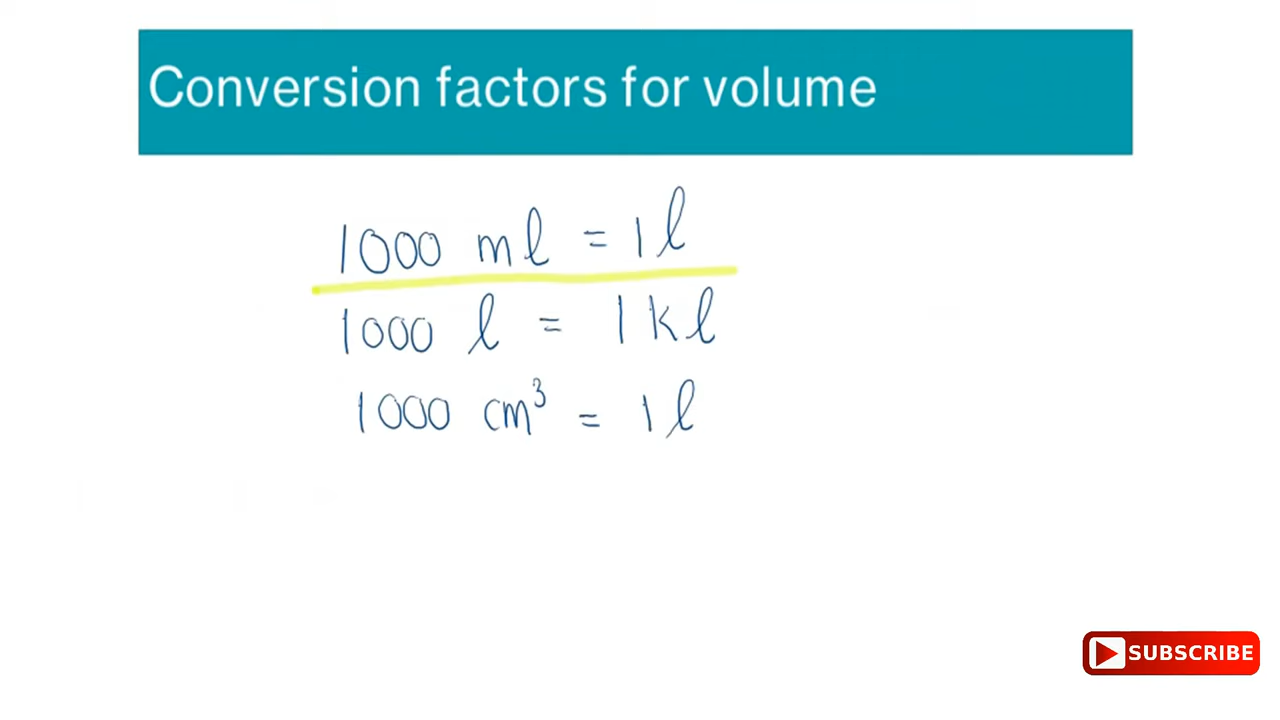 Conversion factors for volume
1000 ml = 1 l
1000 l = 1 kl
1000 cm³ = 1 l
SUBSCRIBE